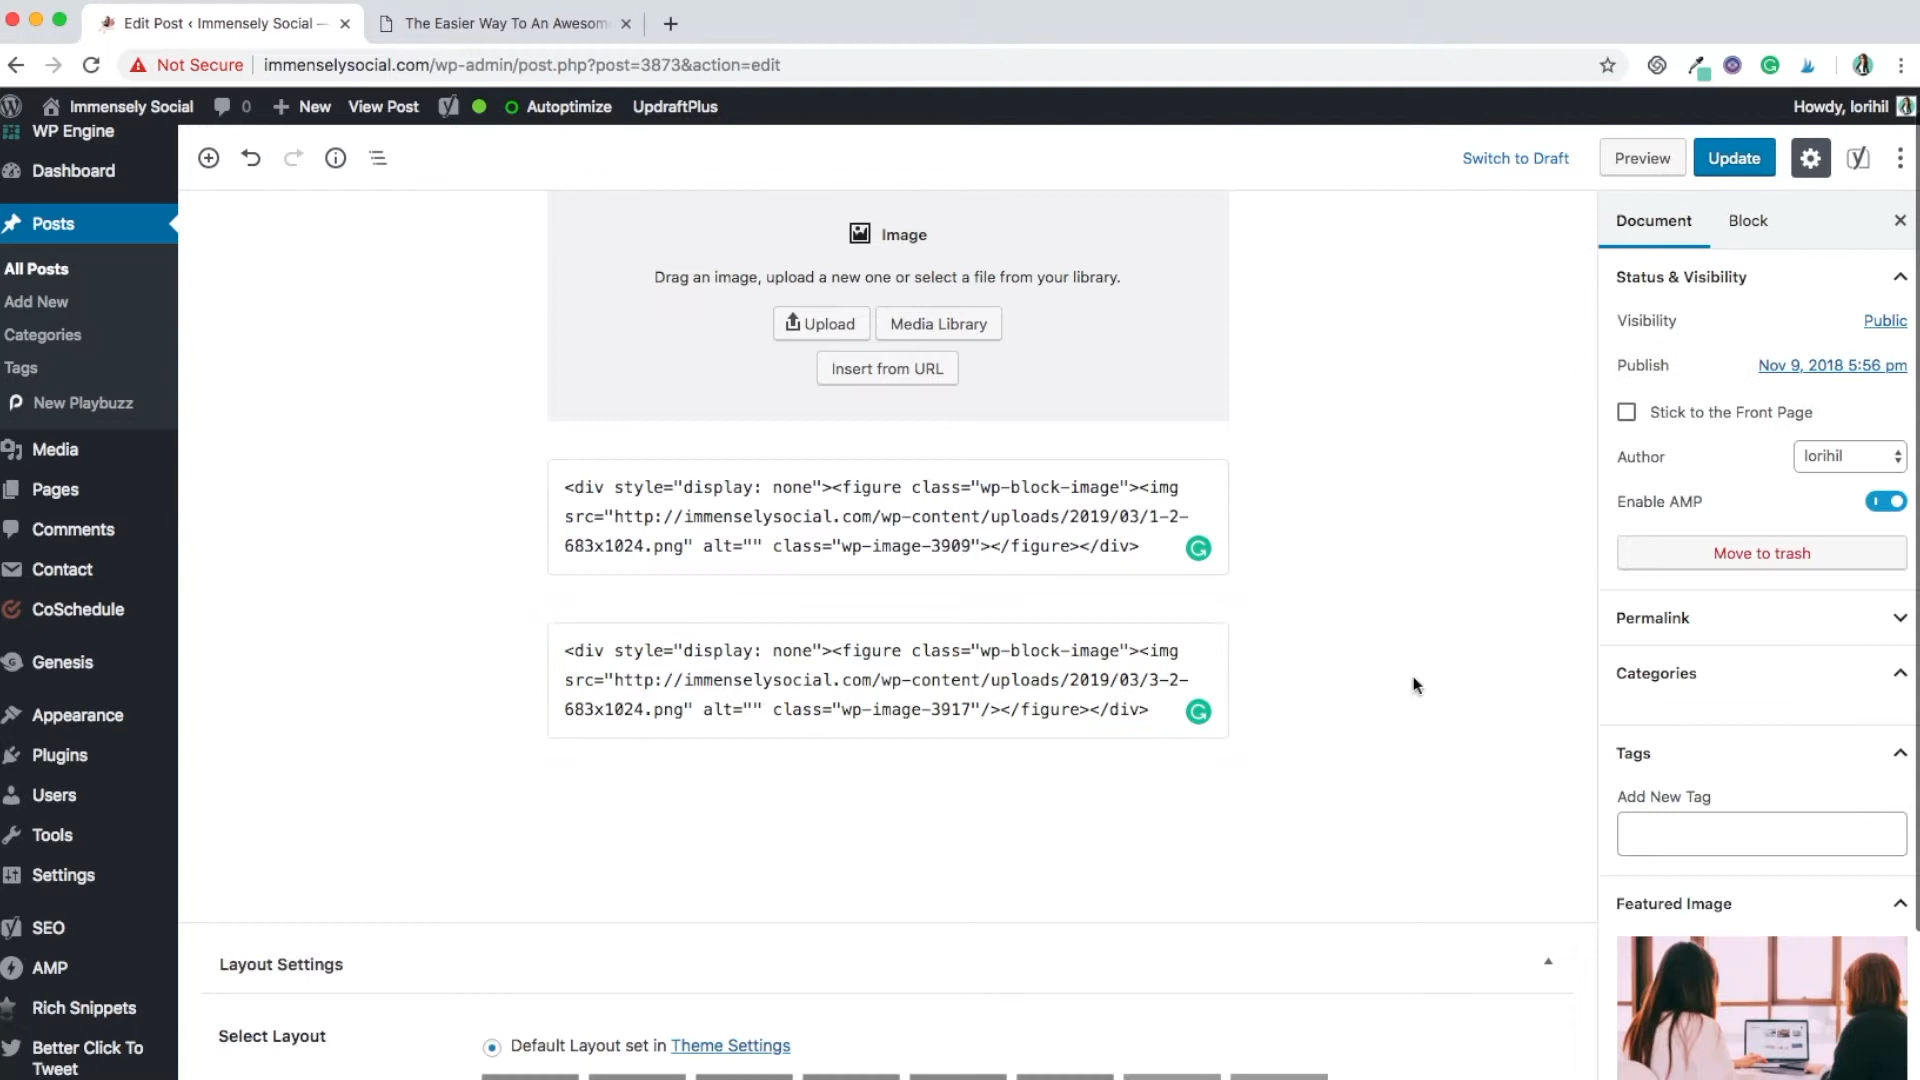 Edit Post ‹ Immensely Social —
The Easier Way To An Awesom
Not Secure
immenselysocial.com/wp-admin/post.php?post=3873&action=edit
Immensely Social
0
New
View Post
Autoptimize
UpdraftPlus
Howdy, lorihil
WP Engine
Dashboard
Posts
All Posts
Add New
Categories
Tags
New Playbuzz
Media
Pages
Comments
Contact
CoSchedule
Genesis
Appearance
Plugins
Users
Tools
Settings
SEO
AMP
Rich Snippets
Better Click To
Tweet
Switch to Draft
Preview
Update
Image
Drag an image, upload a new one or select a file from your library.
Upload
Media Library
Insert from URL
<div style="display: none"><figure class="wp-block-image"><img
src="http://immenselysocial.com/wp-content/uploads/2019/03/1-2-
683x1024.png" alt="" class="wp-image-3909"></figure></div>
<div style="display: none"><figure class="wp-block-image"><img
src="http://immenselysocial.com/wp-content/uploads/2019/03/3-2-
683x1024.png" alt="" class="wp-image-3917"/></figure></div>
Layout Settings
Select Layout
Default Layout set in Theme Settings
Document
Block
Status & Visibility
Visibility
Public
Publish
Nov 9, 2018 5:56 pm
Stick to the Front Page
Author
lorihil
Enable AMP
Move to trash
Permalink
Categories
Tags
Add New Tag
Featured Image